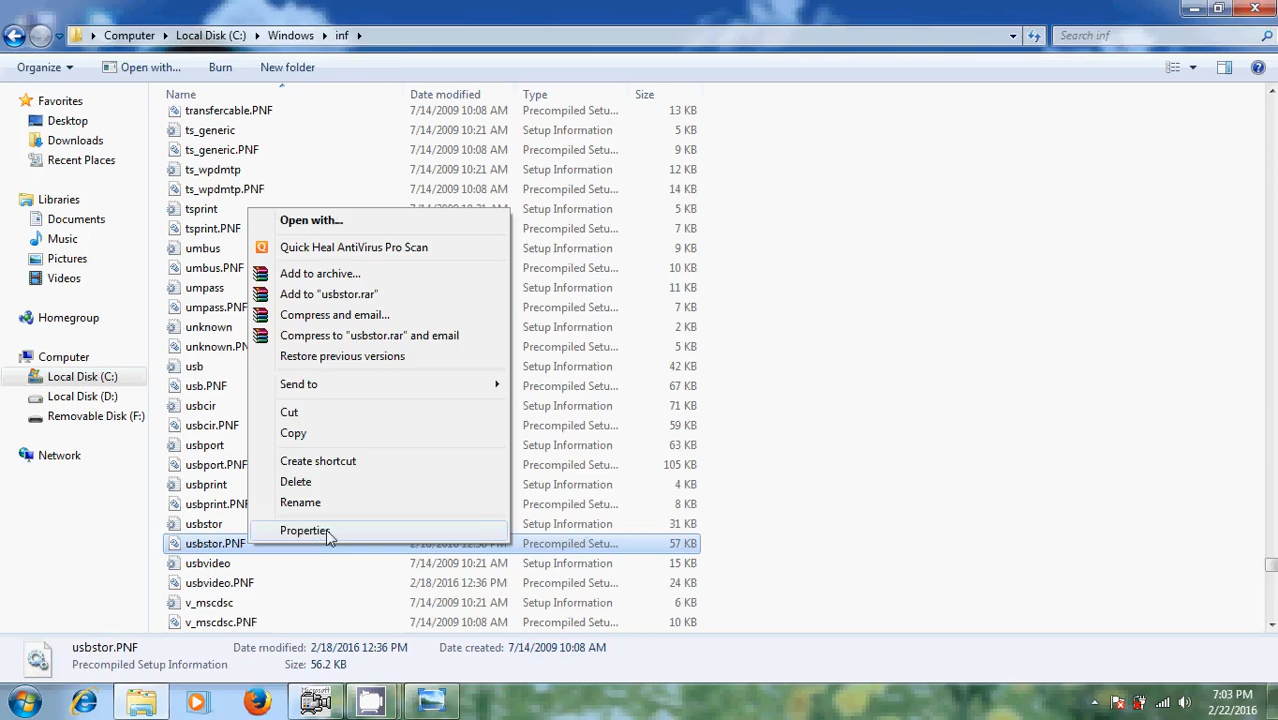 Computer Local Disk (C:) Windows inf
Search inf
Organize Open with... Burn New folder
Name Date modified Type Size
Favorites
Desktop
Downloads
Recent Places
Libraries
Documents
Music
Pictures
Videos
Homegroup
Computer
Local Disk (C:)
Local Disk (D:)
Removable Disk (F:)
Network
transfercable.PNF 7/14/2009 10:08 AM Precompiled Setu... 13 KB
ts_generic 7/14/2009 10:21 AM Setup Information 5 KB
ts_generic.PNF 7/14/2009 10:08 AM Precompiled Setu... 9 KB
ts_wpdmtp 7/14/2009 10:21 AM Setup Information 12 KB
ts_wpdmtp.PNF 7/14/2009 10:08 AM Precompiled Setu... 14 KB
tsprint Setup Information 5 KB
tsprint.PNF Precompiled Setu... 8 KB
umbus Setup Information 9 KB
umbus.PNF Precompiled Setu... 10 KB
umpass Setup Information 11 KB
umpass.PNF Precompiled Setu... 7 KB
unknown Setup Information 2 KB
unknown.PN Precompiled Setu... 5 KB
usb Setup Information 42 KB
usb.PNF Precompiled Setu... 67 KB
usbcir Setup Information 71 KB
usbcir.PNF Precompiled Setu... 59 KB
usbport Setup Information 63 KB
usbport.PNF Precompiled Setu... 105 KB
usbprint Setup Information 4 KB
usbprint.PNF Precompiled Setu... 8 KB
usbstor Setup Information 31 KB
usbstor.PNF 2/18/2016 12:36 PM Precompiled Setu... 57 KB
usbvideo 7/14/2009 10:21 AM Setup Information 15 KB
usbvideo.PNF 2/18/2016 12:36 PM Precompiled Setu... 24 KB
v_mscdsc 7/14/2009 10:21 AM Setup Information 6 KB
v_mscdsc.PNF 7/14/2009 10:08 AM Precompiled Setu... 10 KB
Open with...
Quick Heal AntiVirus Pro Scan
Add to archive...
Add to "usbstor.rar"
Compress and email...
Compress to "usbstor.rar" and email
Restore previous versions
Send to
Cut
Copy
Create shortcut
Delete
Rename
Properties
usbstor.PNF Date modified: 2/18/2016 12:36 PM Date created: 7/14/2009 10:08 AM
Precompiled Setup Information Size: 56.2 KB
7:03 PM
2/22/2016